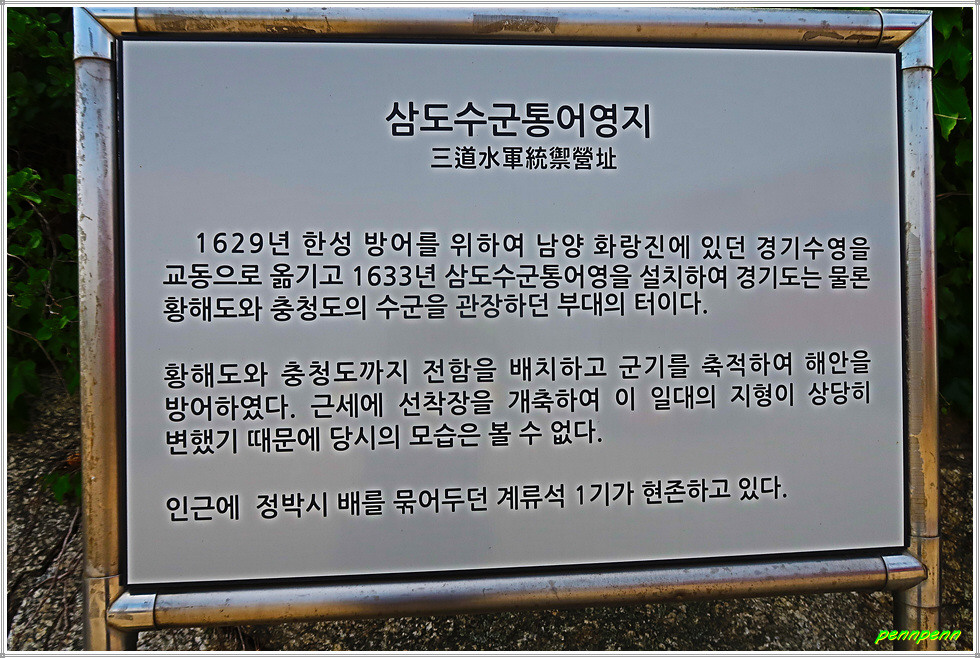 삼도수군통어영지
三道水軍統禦營址
1629년 한성 방어를 위하여 남양 화랑진에 있던 경기수영을
교동으로 옮기고 1633년 삼도수군통어영을 설치하여 경기도는 물론
황해도와 충청도의 수군을 관장하던 부대의 터이다.
황해도와 충청도까지 전함을 배치하고 군기를 축적하여 해안을
방어하였다. 근세에 선착장을 개축하여 이 일대의 지형이 상당히
변했기 때문에 당시의 모습은 볼 수 없다.
인근에 정박시 배를 묶어두던 계류석 1기가 현존하고 있다.
pennpenn